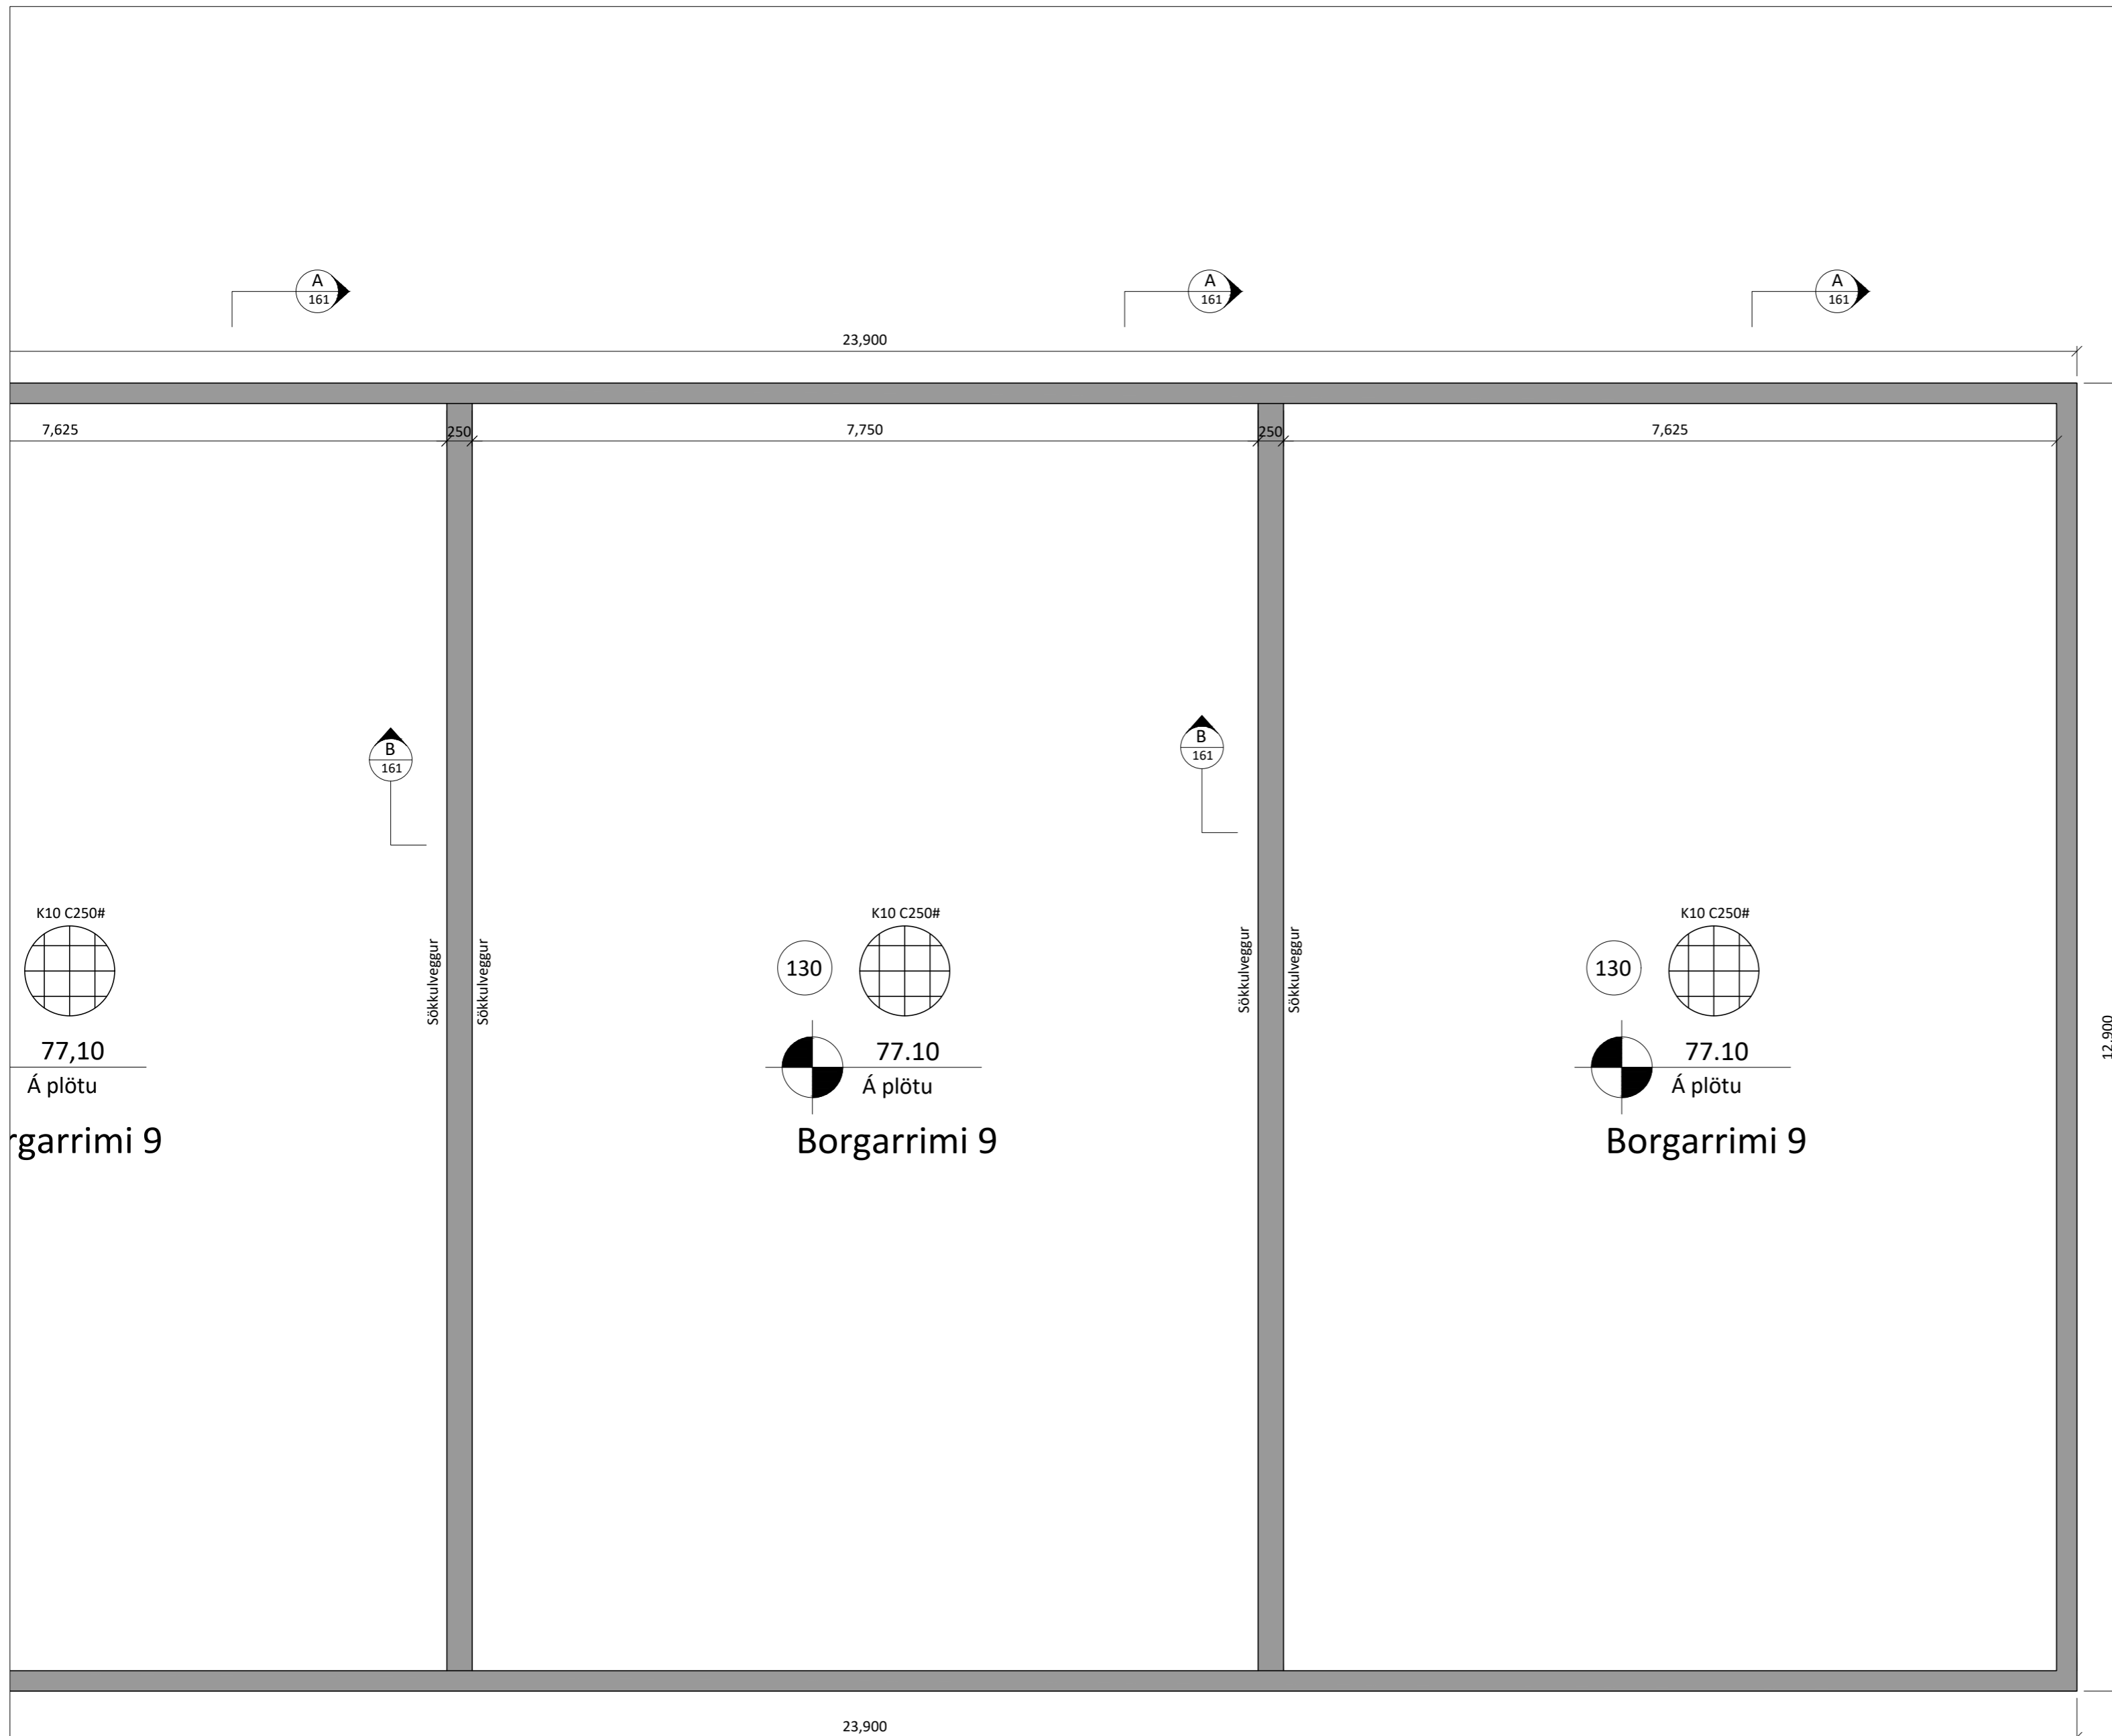 A
161
A
161
A
161
23,900
7,625
250
7,750
250
7,625
B
161
B
161
K10 C250#
K10 C250#
K10 C250#
Sökkulveggur
Sökkulveggur
Sökkulveggur
Sökkulveggur
130
130
77,10
Á plötu
77.10
Á plötu
77.10
Á plötu
12,900
rgarrimi 9
Borgarrimi 9
Borgarrimi 9
23,900